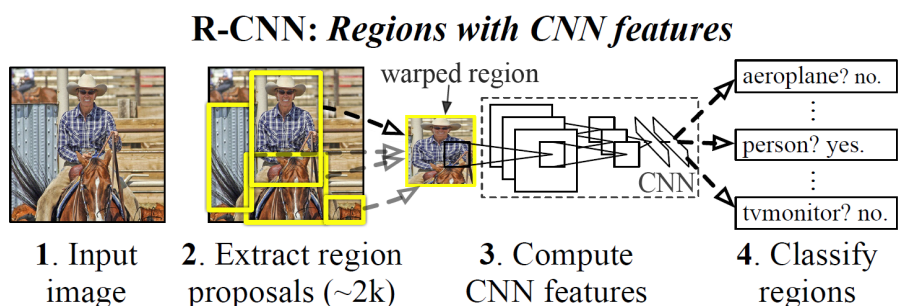 R-CNN: Regions with CNN features
warped region
aeroplane? no.
person? yes.
tvmonitor? no.
CNN
1. Input image
2. Extract region proposals (~2k)
3. Compute CNN features
4. Classify regions